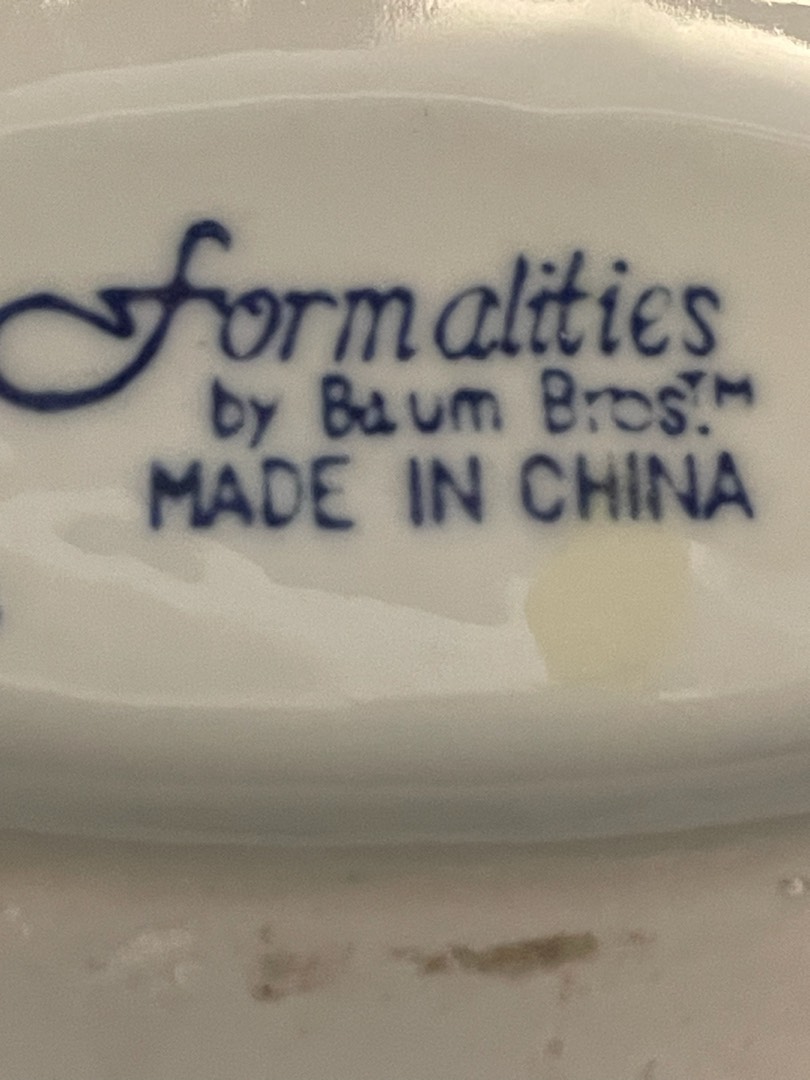 formalities
by Baum Bros.™
MADE IN CHINA